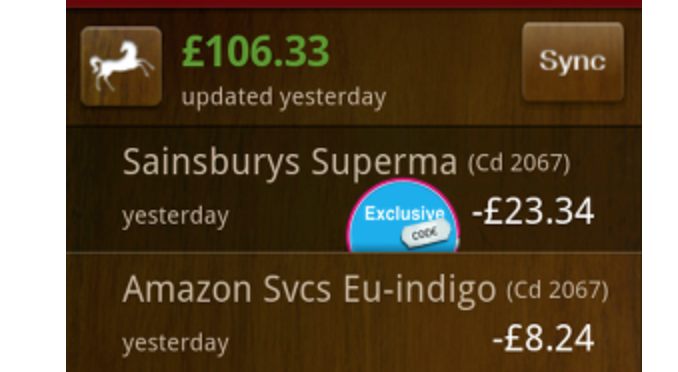 £106.33
Sync
updated yesterday
Sainsburys Superma (Cd 2067)
yesterday
Exclusive
CODE
-£23.34
Amazon Svcs Eu-indigo (Cd 2067)
yesterday
-£8.24